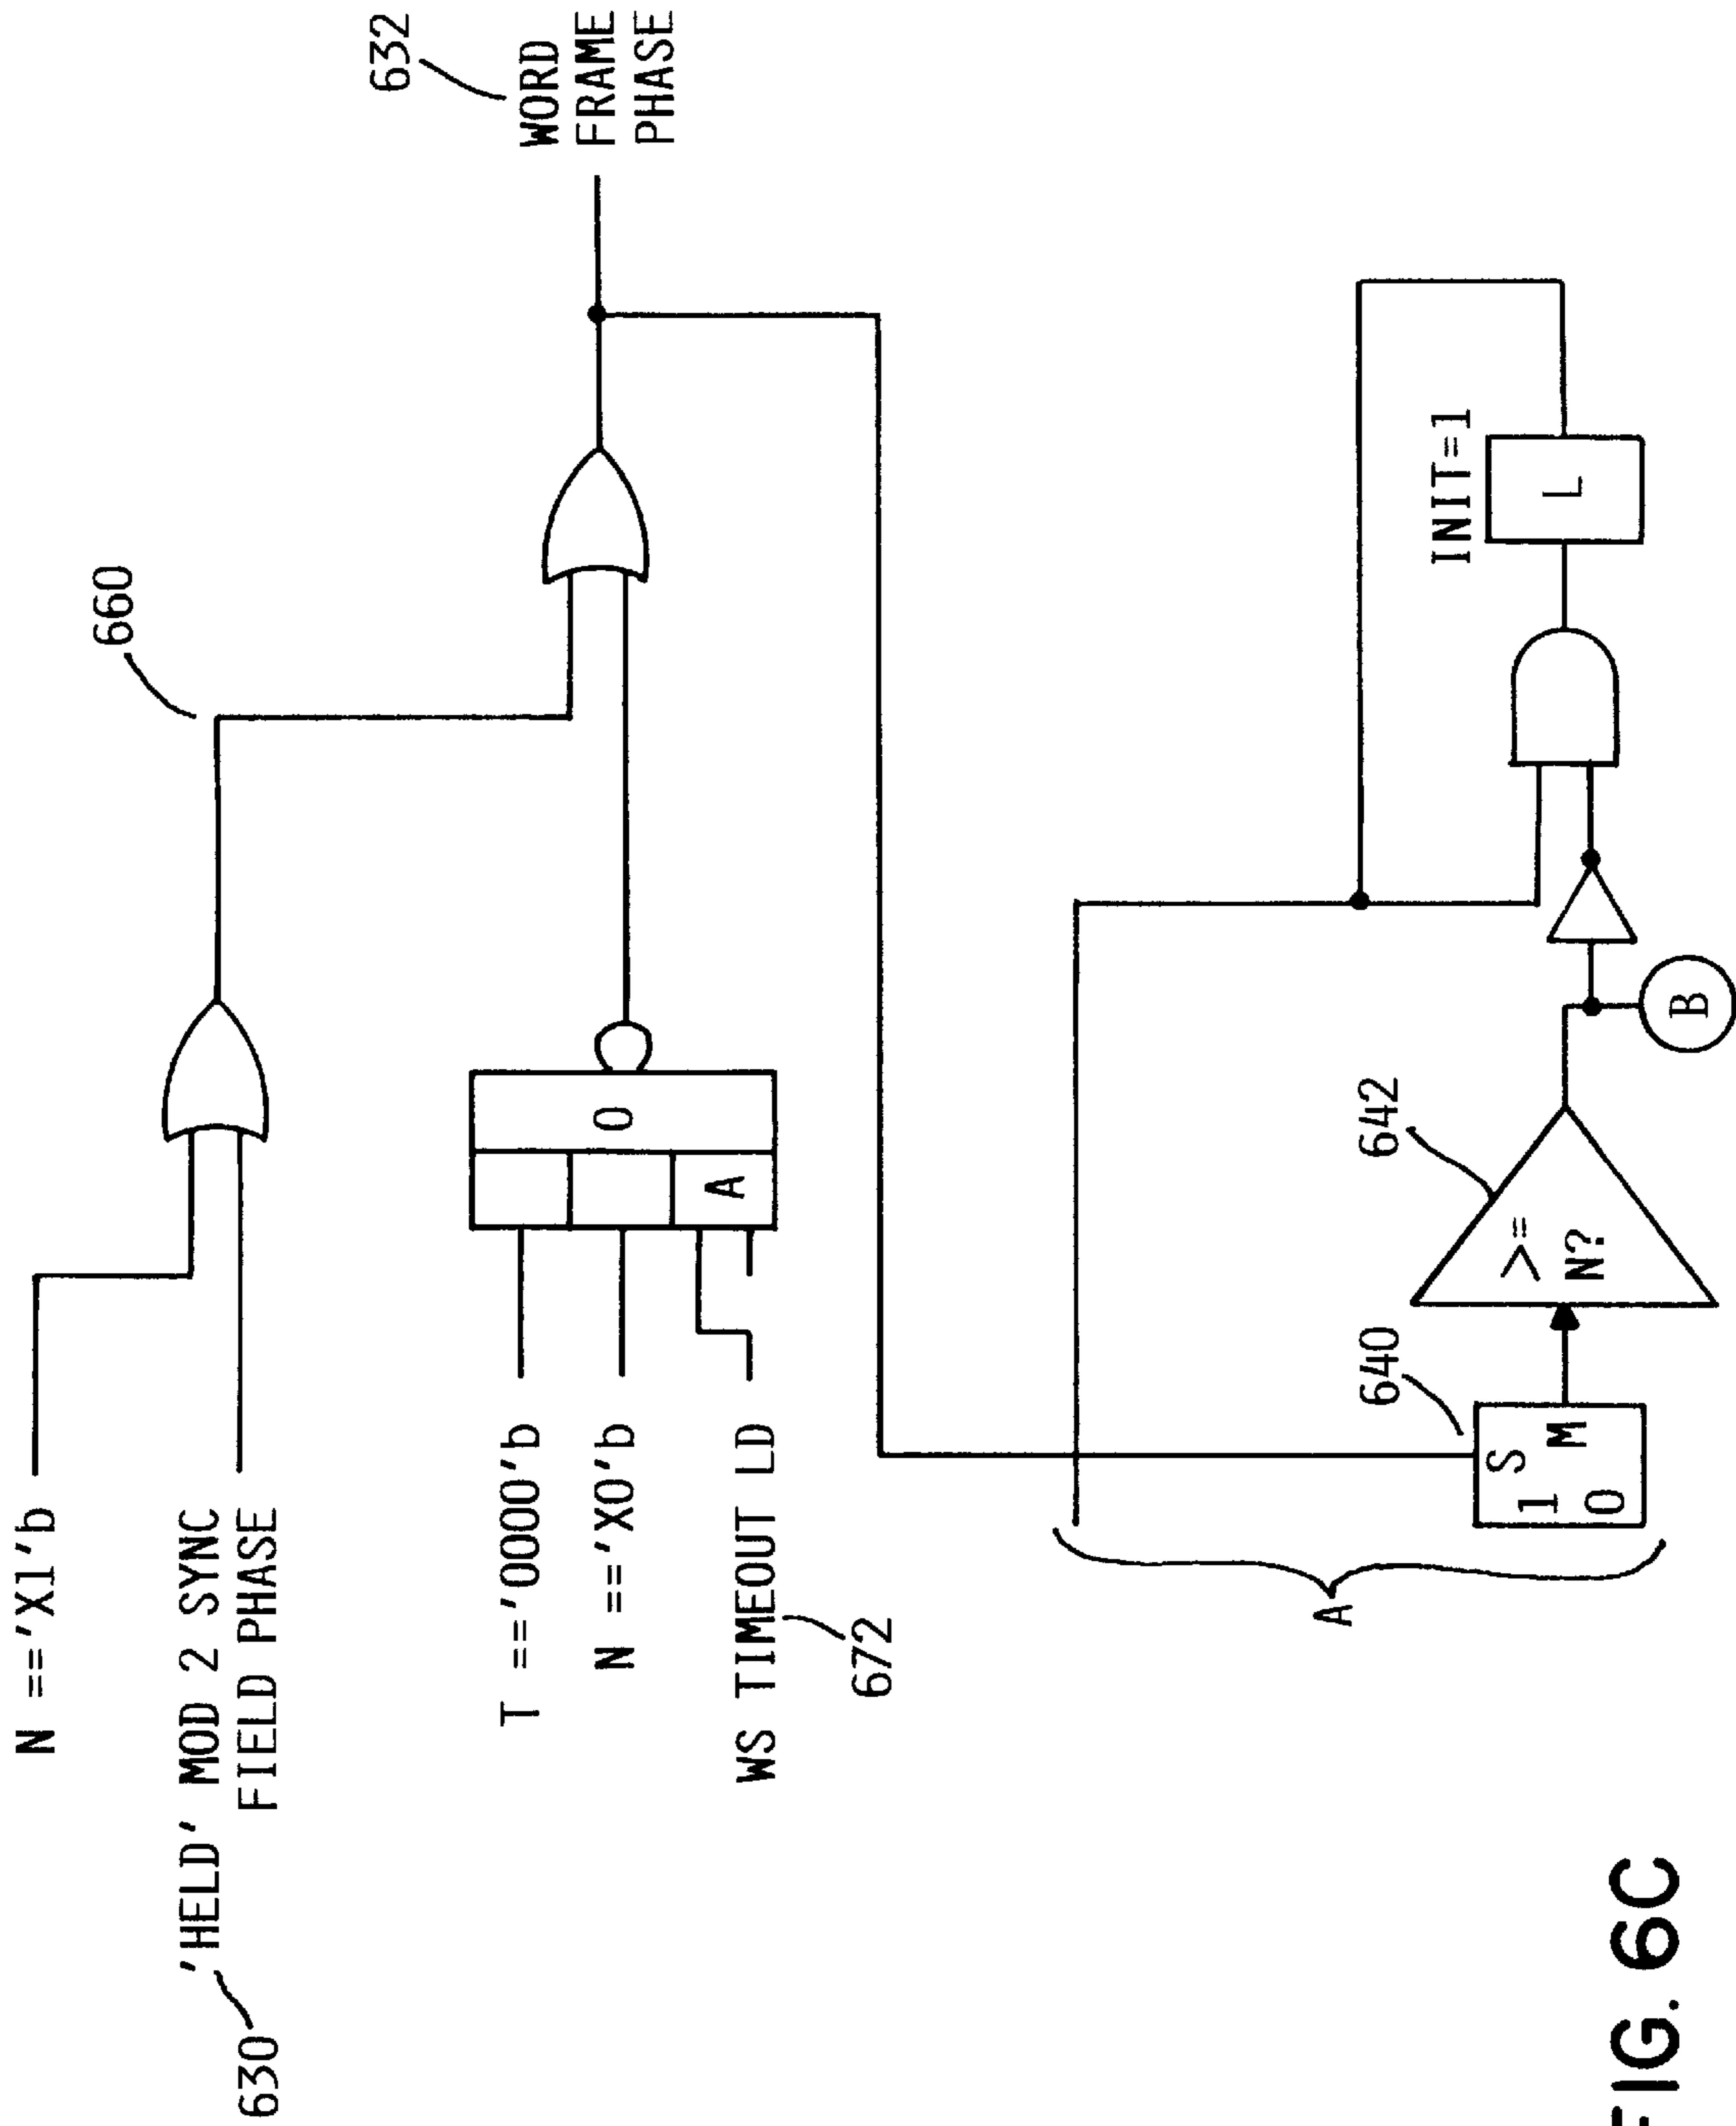 632
WORD
FRAME
PHASE
660
N =='X1'b
'HELD' MOD 2 SYNC
FIELD PHASE
630
T =='0000'b
N =='X0'b
WS TIMEOUT LD
672
O
A
INIT=1
L
642
>=
N?
B
640
1 S
0 M
A
FIG. 6C